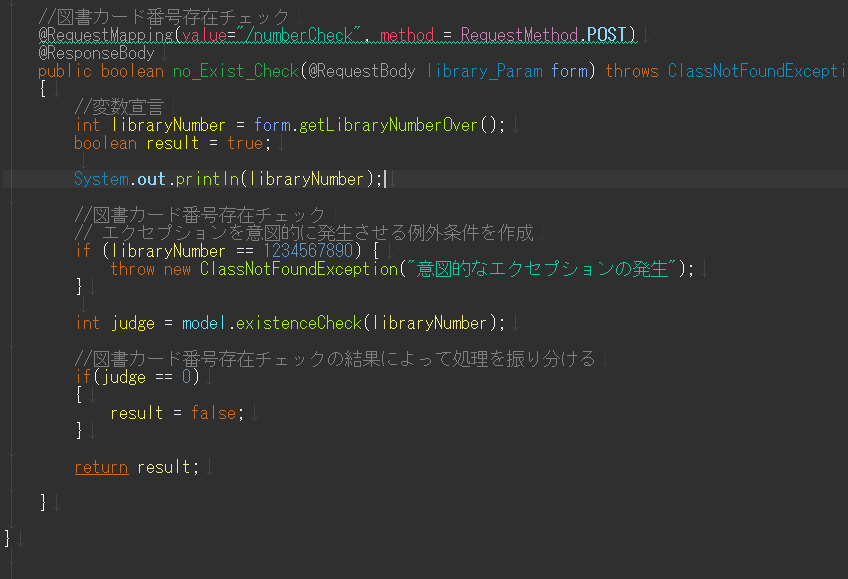 //図書カード番号存在チェック
@RequestMapping(value="/numberCheck", method = RequestMethod.POST)
@ResponseBody
public boolean no_Exist_Check(@RequestBody library_Param form) throws ClassNotFoundExcepti
{
//変数宣言
int libraryNumber = form.getLibraryNumberOver();
boolean result = true;
System.out.println(libraryNumber);
//図書カード番号存在チェック
// エクセプションを意図的に発生させる例外条件を作成
if (libraryNumber == 1234567890) {
throw new ClassNotFoundException("意図的なエクセプションの発生");
}
int judge = model.existenceCheck(libraryNumber);
//図書カード番号存在チェックの結果によって処理を振り分ける
if(judge == 0)
{
result = false;
}
return result;
}
}